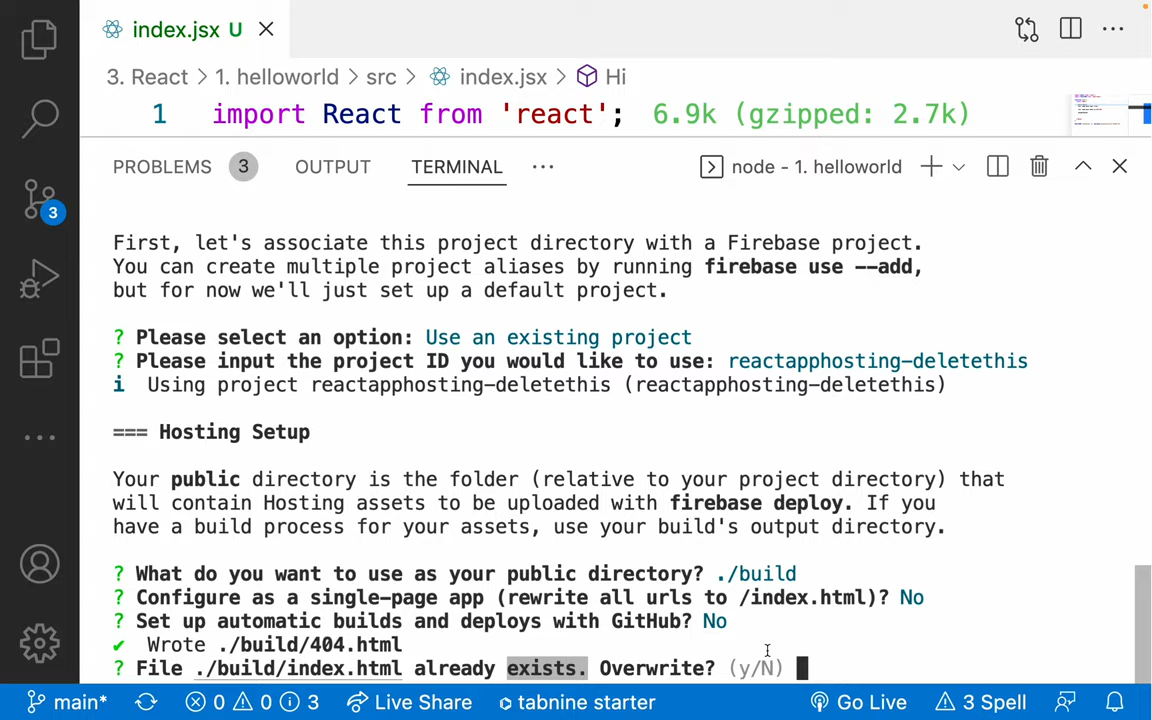 index.jsx U
3. React > 1. helloworld > src > index.jsx > Hi
1 import React from 'react'; 6.9k (gzipped: 2.7k)
PROBLEMS 3 OUTPUT TERMINAL ··· node - 1. helloworld
3
First, let's associate this project directory with a Firebase project.
You can create multiple project aliases by running firebase use --add,
but for now we'll just set up a default project.
? Please select an option: Use an existing project
? Please input the project ID you would like to use: reactapphosting-deletethis
i Using project reactapphosting-deletethis (reactapphosting-deletethis)
=== Hosting Setup
Your public directory is the folder (relative to your project directory) that
will contain Hosting assets to be uploaded with firebase deploy. If you
have a build process for your assets, use your build's output directory.
? What do you want to use as your public directory? ./build
? Configure as a single-page app (rewrite all urls to /index.html)? No
? Set up automatic builds and deploys with GitHub? No
✔ Wrote ./build/404.html
? File ./build/index.html already exists. Overwrite? (y/N)
main* 0 0 3 Live Share tabnine starter Go Live 3 Spell